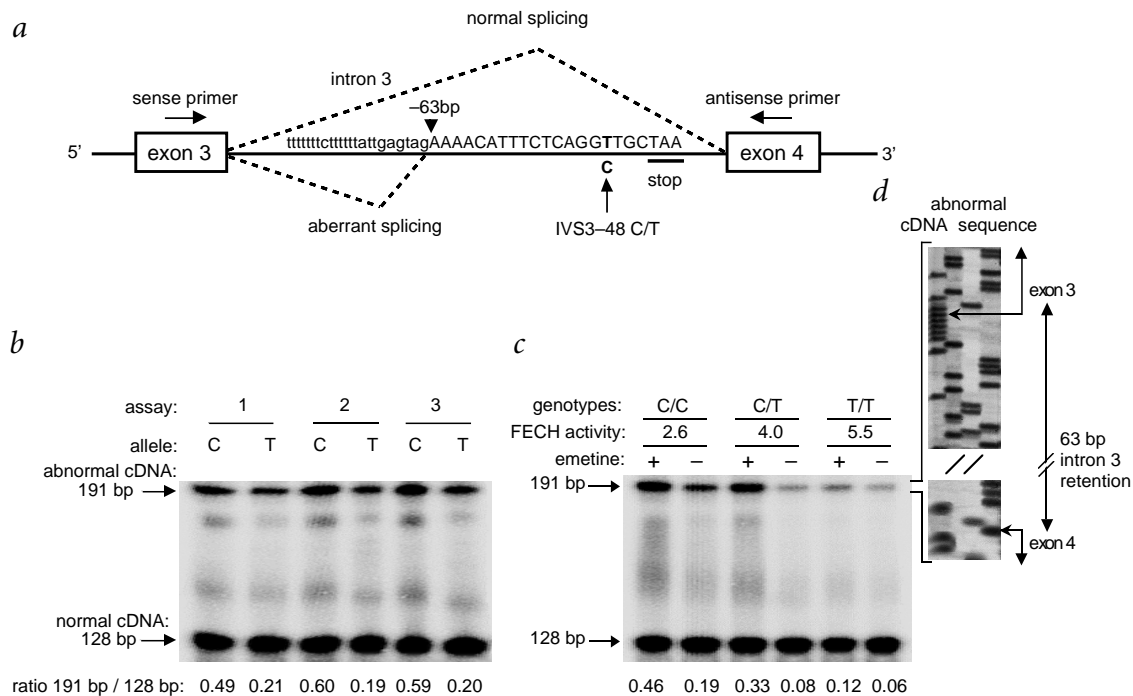 a
normal splicing
intron 3
sense primer
–63bp
antisense primer
5’
exon 3
tttttttctttttttattgagtagAAAACATTTCTCAGGTTGCTAA
exon 4
3’
C
stop
aberrant splicing
IVS3–48 C/T
d
abnormal
cDNA sequence
exon 3
63 bp
intron 3
retention
exon 4
b
assay: 1 2 3
allele: C T C T C T
abnormal cDNA:
191 bp
normal cDNA:
128 bp
ratio 191 bp / 128 bp: 0.49 0.21 0.60 0.19 0.59 0.20
c
genotypes: C/C C/T T/T
FECH activity: 2.6 4.0 5.5
emetine: + – + – + –
191 bp
128 bp
0.46 0.19 0.33 0.08 0.12 0.06